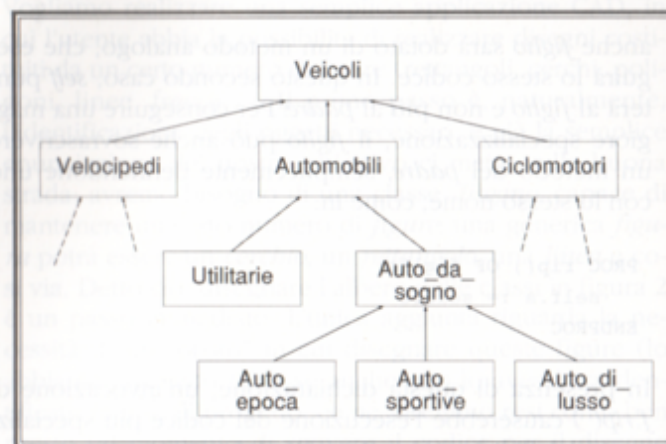 Veicoli
Velocipedi
Automobili
Ciclomotori
Utilitarie
Auto_da_
sogno
Auto_
epoca
Auto_
sportive
Auto_di_
lusso